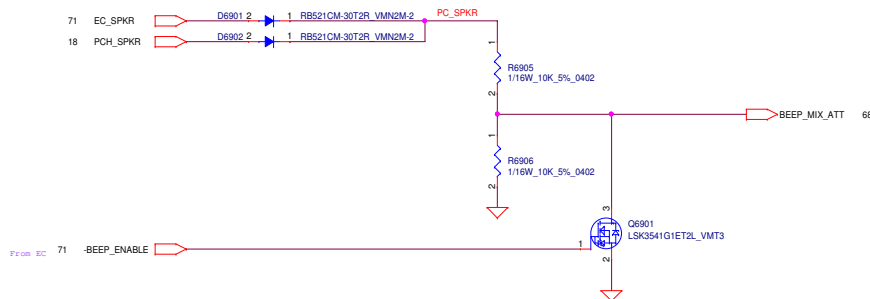 71 EC_SPKR D6901 2 1 RB521CM-30T2R_VMN2M-2 PC_SPKR
18 PCH_SPKR D6902 2 1 RB521CM-30T2R_VMN2M-2
1
R6905
1/16W_10K_5%_0402
2
BEEP_MIX_ATT 68
1
R6906
1/16W_10K_5%_0402
2
3
Q6901
LSK3541G1ET2L_VMT3
From EC 71 -BEEP_ENABLE 1
2